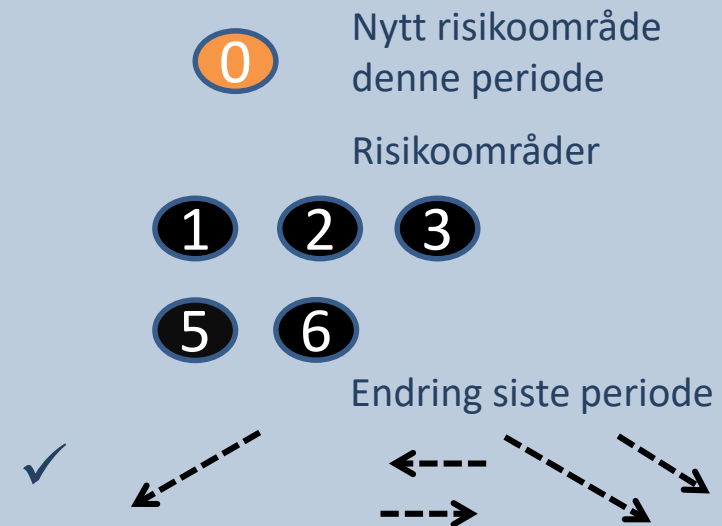 0
Nytt risikoområde
denne periode
Risikoområder
1 2 3
5 6
Endring siste periode
✓